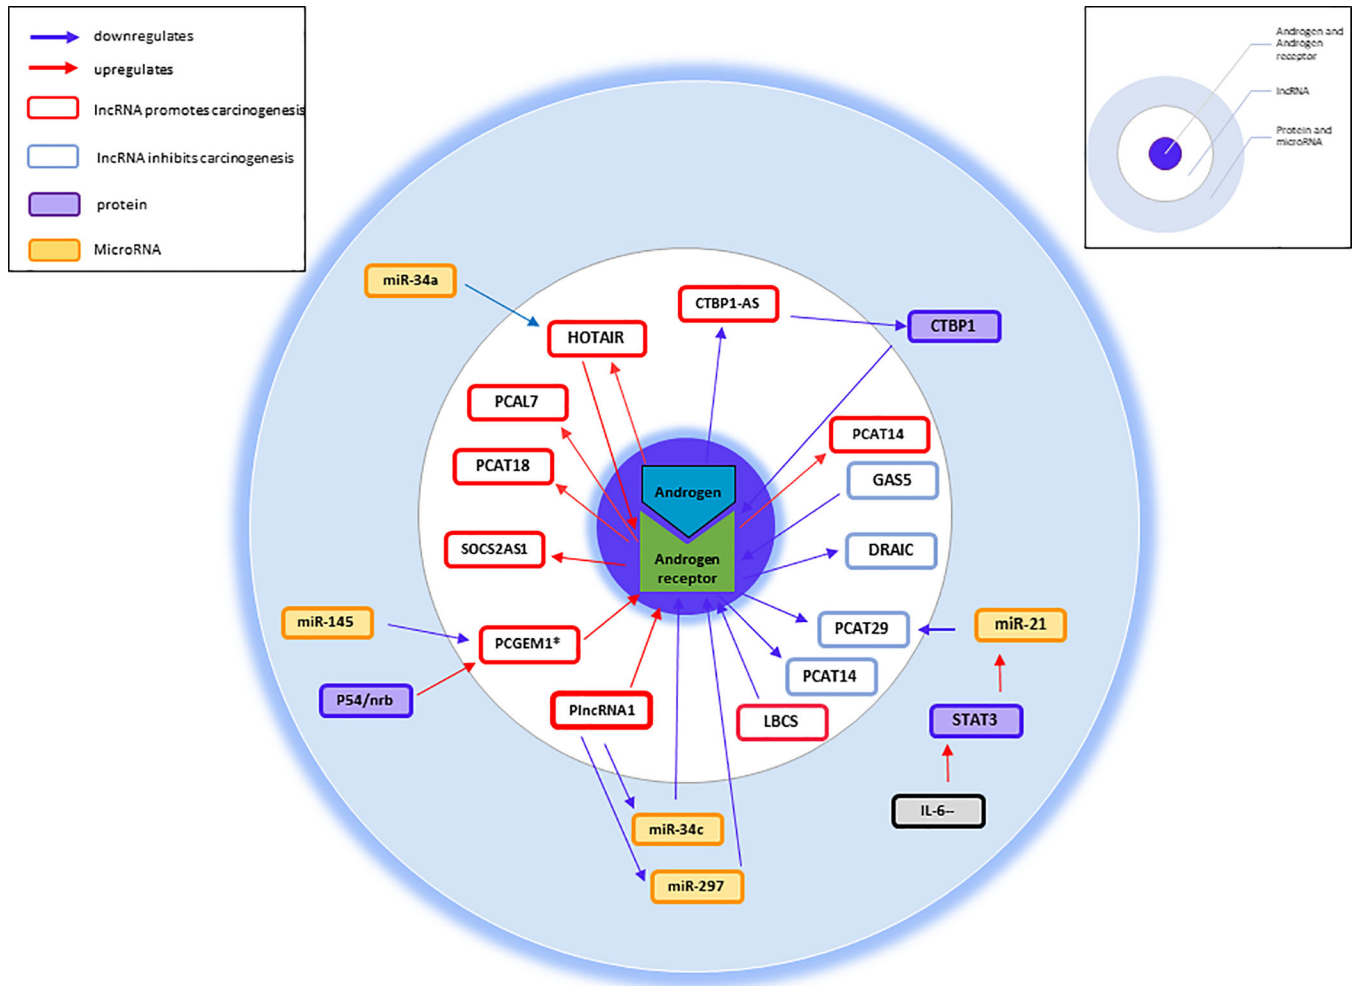 downregulates
upregulates
lncRNA promotes carcinogenesis
lncRNA inhibits carcinogenesis
protein
MicroRNA
Androgen and
Androgen
receptor
lncRNA
Protein and
microRNA
miR-34a
CTBP1-AS
CTBP1
HOTAIR
PCAL7
PCAT14
PCAT18
GAS5
Androgen
SOCS2AS1
DRAIC
Androgen
receptor
miR-145
PCGEM1*
PCAT29
miR-21
PCAT14
P54/nrb
PlncRNA1
LBCS
STAT3
IL-6--
miR-34c
miR-297